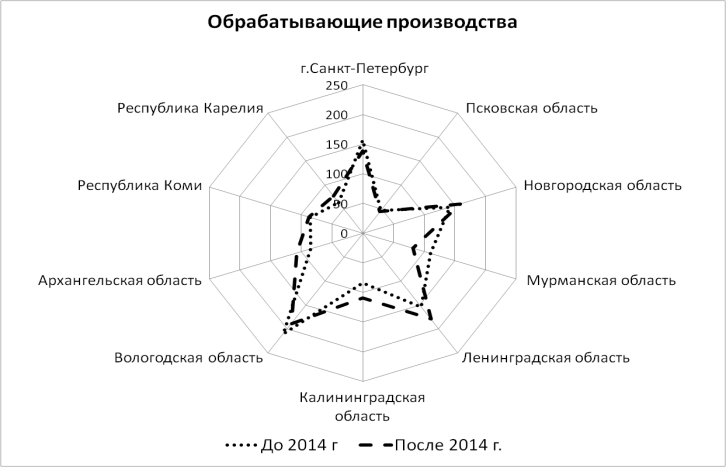 Обрабатывающие производства
г.Санкт-Петербург
250
Республика Карелия
200
Псковская область
150
Республика Коми
100
Новгородская область
50
0
Архангельская область
Мурманская область
Вологодская область
Ленинградская область
Калининградская
область
До 2014 г
После 2014 г.